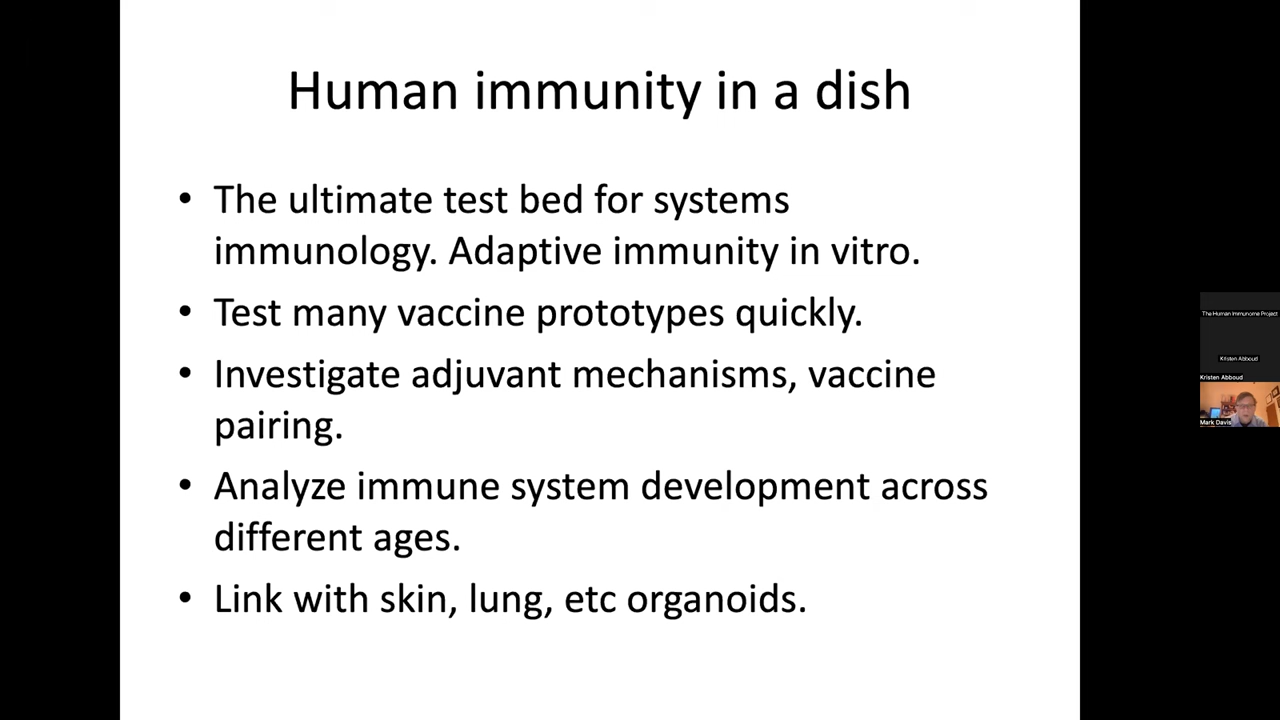 Human immunity in a dish
• The ultimate test bed for systems
immunology. Adaptive immunity in vitro.
• Test many vaccine prototypes quickly.
• Investigate adjuvant mechanisms, vaccine
pairing.
• Analyze immune system development across
different ages.
• Link with skin, lung, etc organoids.
The Human Immunome Project
Kristen Abboud
Kristen Abboud
Mark Davis